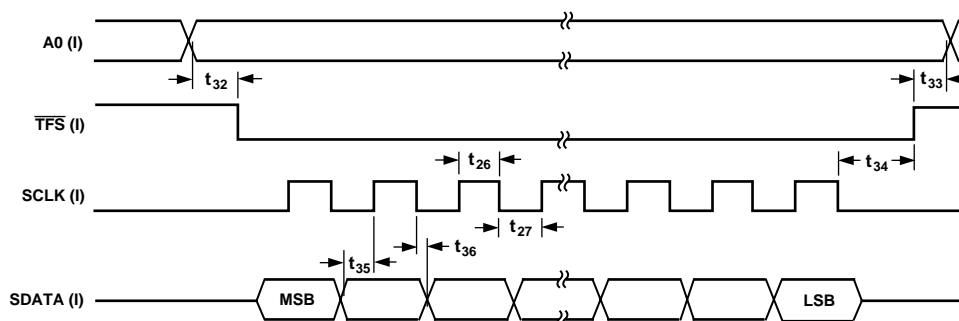 A0 (I)
t32
t33
TFS (I)
t26
t34
SCLK (I)
t27
t36
t35
SDATA (I)
MSB
LSB